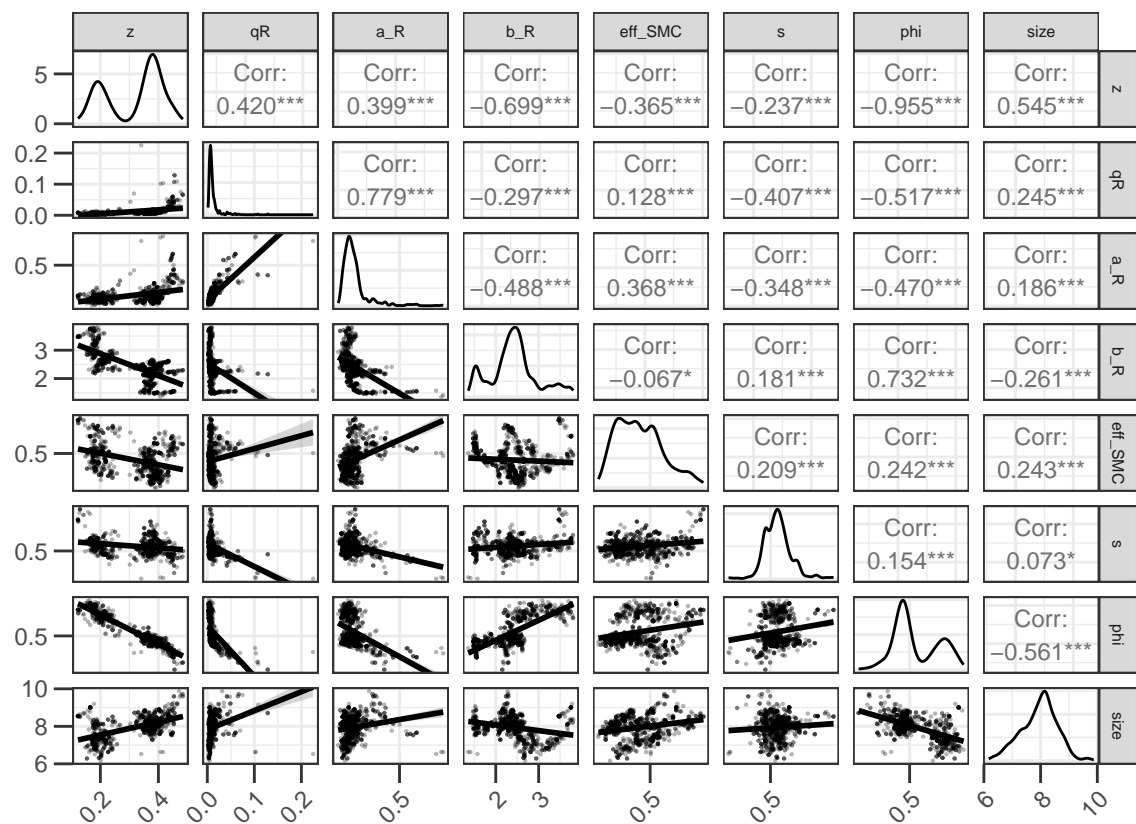 z qR a_R b_R eff_SMC s phi size
5
0
Corr: Corr: Corr: Corr: Corr: Corr: Corr:
0.420*** 0.399*** −0.699*** −0.365*** −0.237*** −0.955*** 0.545***
z
0.2
0.1
0.0
Corr: Corr: Corr: Corr: Corr: Corr:
0.779*** −0.297*** 0.128*** −0.407*** −0.517*** 0.245***
qR
0.5
Corr: Corr: Corr: Corr: Corr:
−0.488*** 0.368*** −0.348*** −0.470*** 0.186***
a_R
3
2
Corr: Corr: Corr: Corr:
−0.067* 0.181*** 0.732*** −0.261***
b_R
0.5
Corr: Corr: Corr:
0.209*** 0.242*** 0.243***
eff_SMC
0.5
Corr: Corr:
0.154*** 0.073*
s
0.5
Corr:
−0.561***
phi
10
8
6
size
0.2 0.4 0.0 0.1 0.2 0.5 2 3 0.5 0.5 0.5 6 8 10